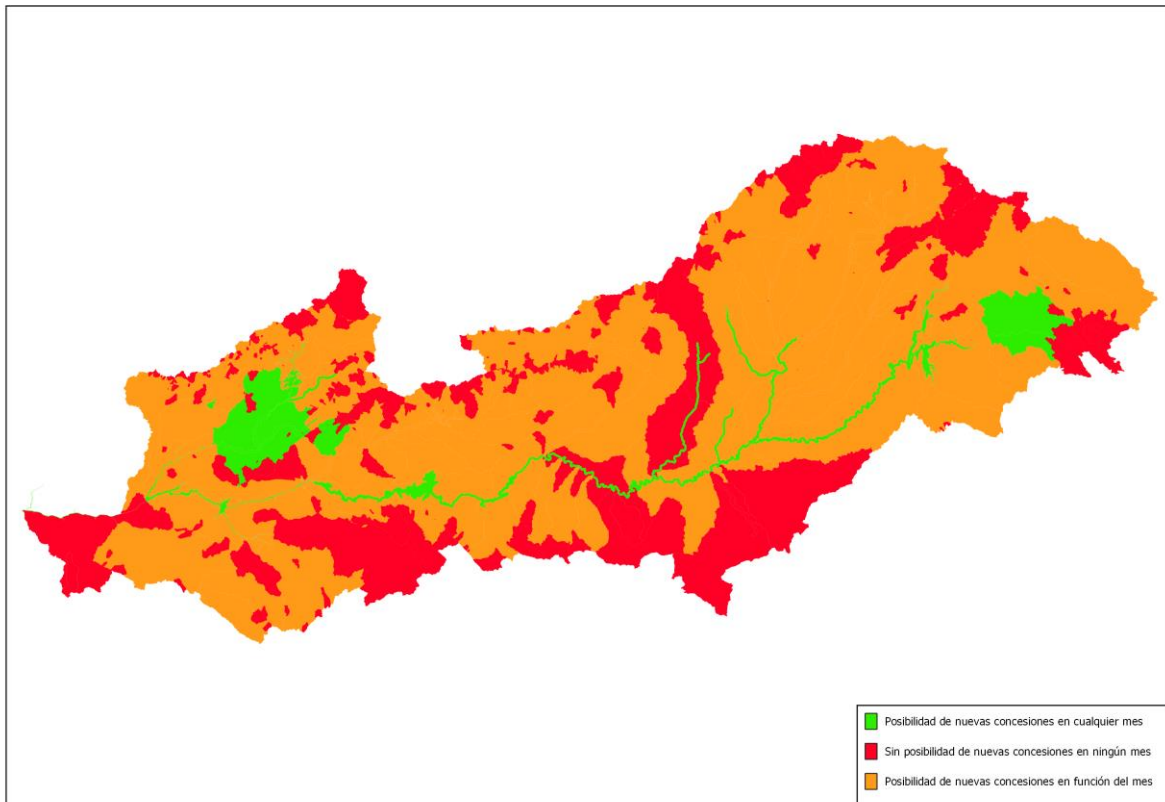 Posibilidad de nuevas concesiones en cualquier mes
Sin posibilidad de nuevas concesiones en ningún mes
Posibilidad de nuevas concesiones en función del mes